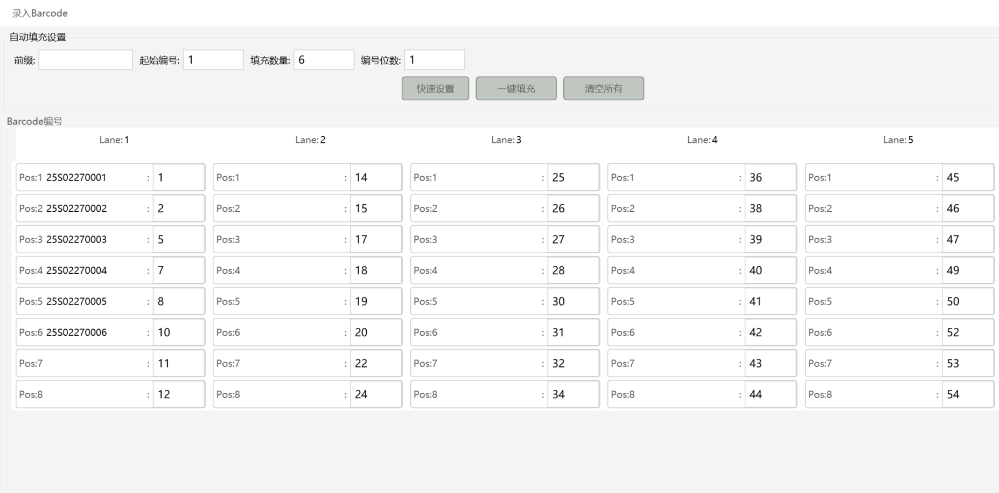 录入Barcode
自动填充设置
前缀: 起始编号: 1 填充数量: 6 编号位数: 1
快速设置 一键填充 清空所有
Barcode编号
Lane:1 Lane:2 Lane:3 Lane:4 Lane:5
Pos:1 25S02270001 : 1 Pos:1 : 14 Pos:1 : 25 Pos:1 : 36 Pos:1 : 45
Pos:2 25S02270002 : 2 Pos:2 : 15 Pos:2 : 26 Pos:2 : 38 Pos:2 : 46
Pos:3 25S02270003 : 5 Pos:3 : 17 Pos:3 : 27 Pos:3 : 39 Pos:3 : 47
Pos:4 25S02270004 : 7 Pos:4 : 18 Pos:4 : 28 Pos:4 : 40 Pos:4 : 49
Pos:5 25S02270005 : 8 Pos:5 : 19 Pos:5 : 30 Pos:5 : 41 Pos:5 : 50
Pos:6 25S02270006 : 10 Pos:6 : 20 Pos:6 : 31 Pos:6 : 42 Pos:6 : 52
Pos:7 : 11 Pos:7 : 22 Pos:7 : 32 Pos:7 : 43 Pos:7 : 53
Pos:8 : 12 Pos:8 : 24 Pos:8 : 34 Pos:8 : 44 Pos:8 : 54